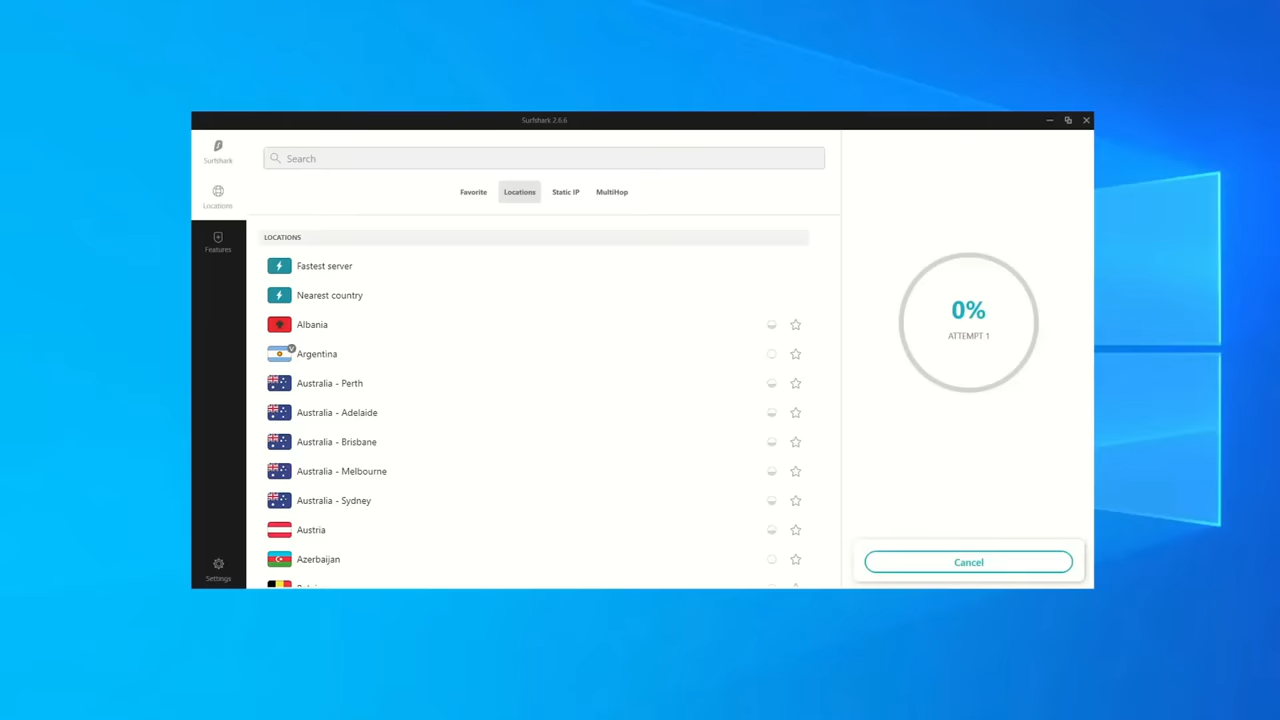 Surfshark 2.6.6
Surfshark
Search
Locations
Favorite Locations Static IP MultiHop
Features
LOCATIONS
Fastest server
Nearest country
Albania
V
Argentina
Australia - Perth
Australia - Adelaide
Australia - Brisbane
Australia - Melbourne
Australia - Sydney
Austria
Azerbaijan
Settings
0%
ATTEMPT 1
Cancel